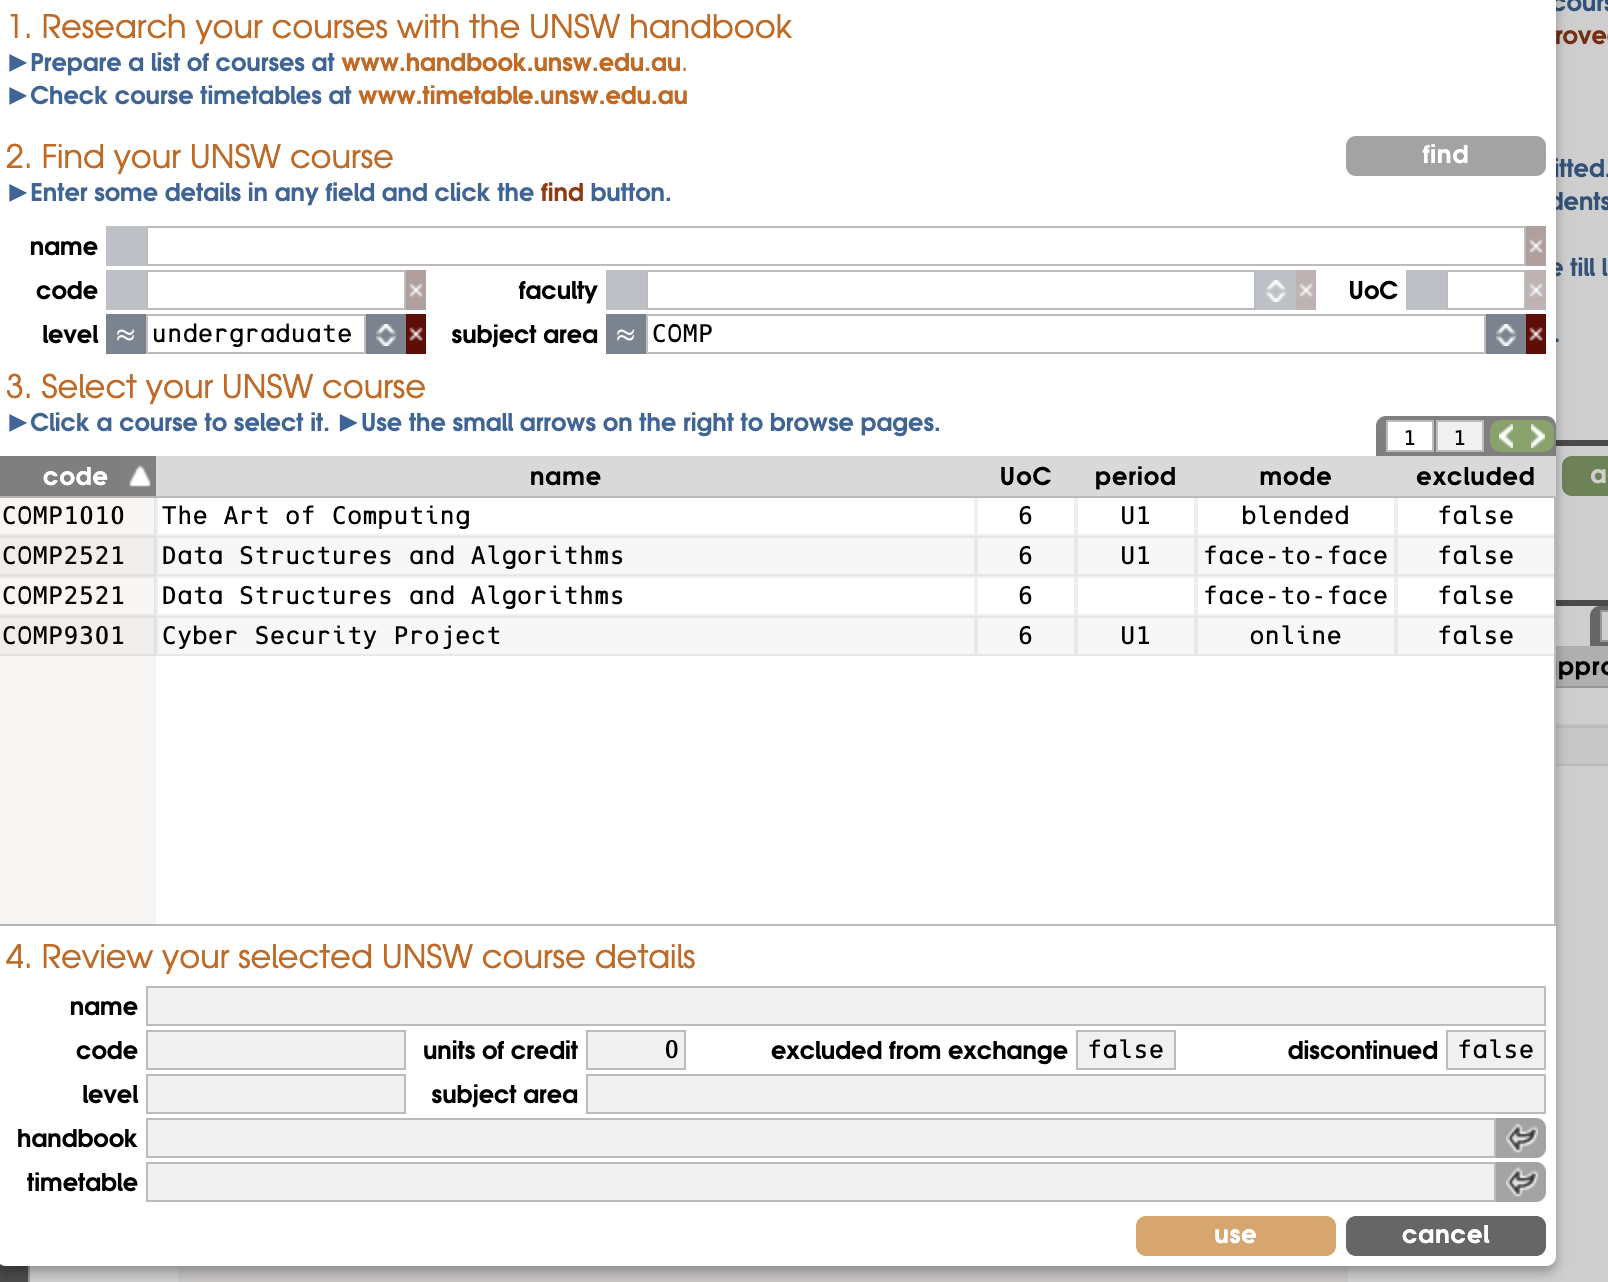 1. Research your courses with the UNSW handbook
▶Prepare a list of courses at www.handbook.unsw.edu.au.
▶Check course timetables at www.timetable.unsw.edu.au
2. Find your UNSW course
find
▶Enter some details in any field and click the find button.
name
code faculty UoC
level ≈ undergraduate subject area ≈ COMP
3. Select your UNSW course
▶Click a course to select it. ▶Use the small arrows on the right to browse pages.
1 1
code name UoC period mode excluded
COMP1010 The Art of Computing 6 U1 blended false
COMP2521 Data Structures and Algorithms 6 U1 face-to-face false
COMP2521 Data Structures and Algorithms 6 face-to-face false
COMP9301 Cyber Security Project 6 U1 online false
4. Review your selected UNSW course details
name
code units of credit 0 excluded from exchange false discontinued false
level subject area
handbook
timetable
use cancel
till